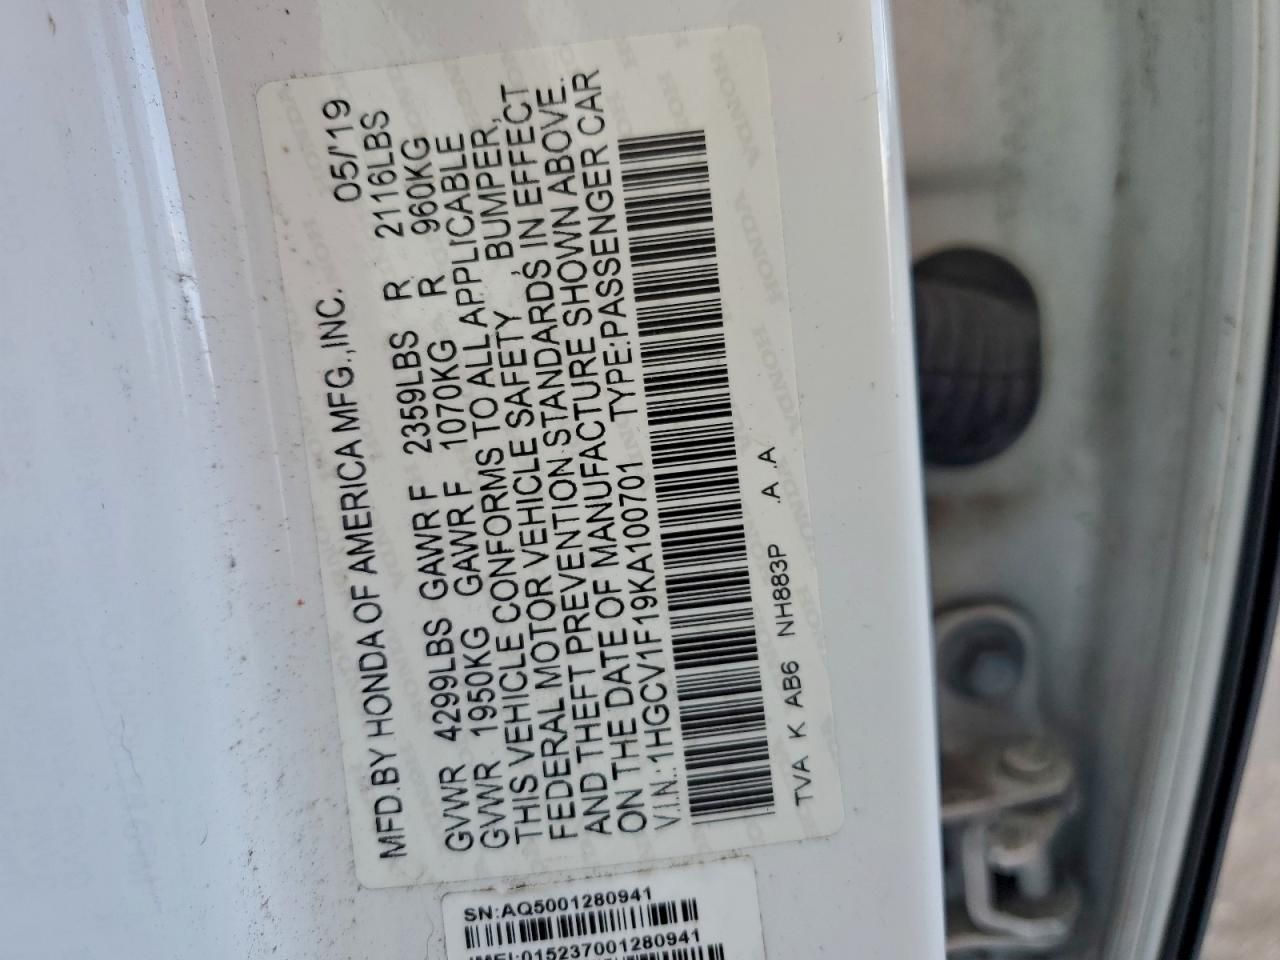 MFD.BY HONDA OF AMERICA MFG.,INC. 05/'19
GVWR 4299LBS GAWR F 2359LBS R 2116LBS
GVWR 1950KG GAWR F 1070KG R 960KG
THIS VEHICLE CONFORMS TO ALL APPLICABLE
FEDERAL MOTOR VEHICLE SAFETY, BUMPER,
AND THEFT PREVENTION STANDARDS IN EFFECT
ON THE DATE OF MANUFACTURE SHOWN ABOVE.
V.I.N.:1HGCV1F19KA100701 TYPE:PASSENGER CAR
TVA K AB6 NH883P .A .A
SN:AQ5001280941
IMEI:015237001280941